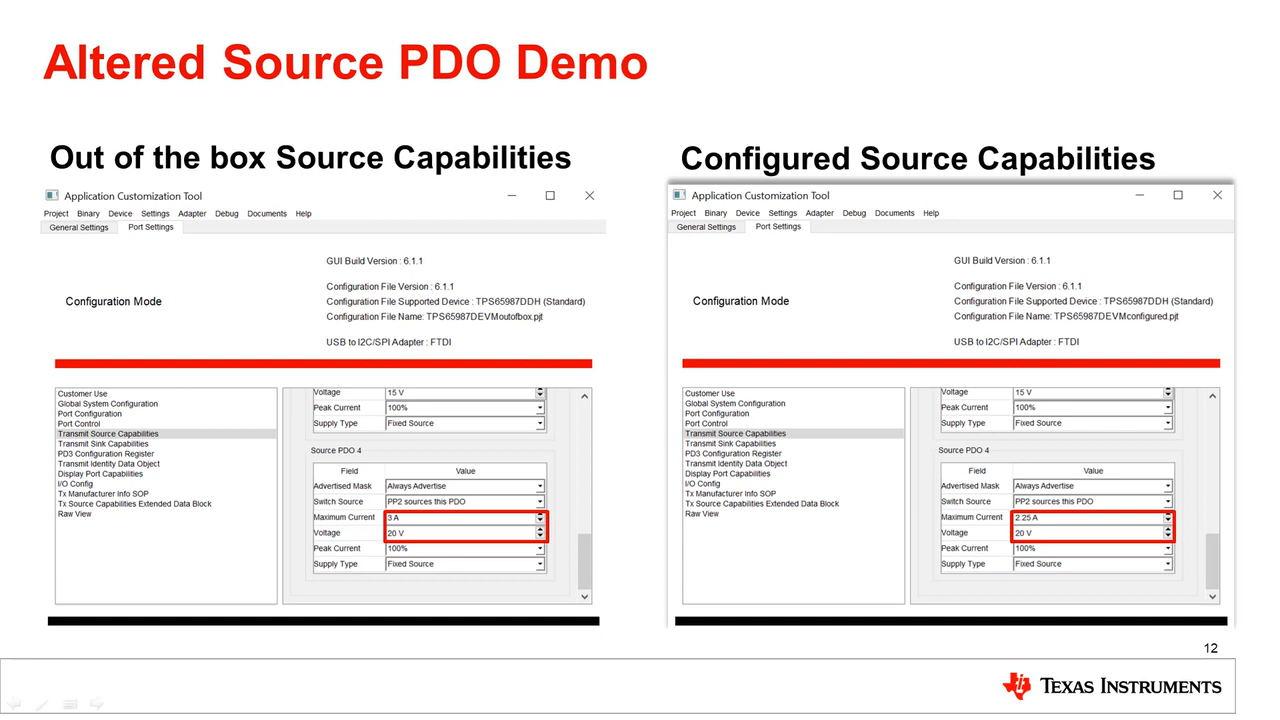 Altered Source PDO Demo
Out of the box Source Capabilities
Application Customization Tool
Project Binary Device Settings Adapter Debug Documents Help
General Settings Port Settings
GUI Build Version : 6.1.1
Configuration File Version : 6.1.1
Configuration Mode
Configuration File Supported Device : TPS65987DDH (Standard)
Configuration File Name: TPS65987DEVMoutofbox.pjt
USB to I2C/SPI Adapter : FTDI
Customer Use
Global System Configuration
Port Configuration
Port Control
Transmit Source Capabilities
Transmit Sink Capabilities
PD3 Configuration Register
Transmit Identity Data Object
Display Port Capabilities
I/O Config
Tx Manufacturer Info SOP
Tx Source Capabilities Extended Data Block
Raw View
Voltage 15 V
Peak Current 100%
Supply Type Fixed Source
Source PDO 4
Field Value
Advertised Mask Always Advertise
Switch Source PP2 sources this PDO
Maximum Current 3 A
Voltage 20 V
Peak Current 100%
Supply Type Fixed Source
Configured Source Capabilities
Application Customization Tool
Project Binary Device Settings Adapter Debug Documents Help
General Settings Port Settings
GUI Build Version : 6.1.1
Configuration File Version : 6.1.1
Configuration Mode
Configuration File Supported Device : TPS65987DDH (Standard)
Configuration File Name: TPS65987DEVMconfigured.pjt
USB to I2C/SPI Adapter : FTDI
Customer Use
Global System Configuration
Port Configuration
Port Control
Transmit Source Capabilities
Transmit Sink Capabilities
PD3 Configuration Register
Transmit Identity Data Object
Display Port Capabilities
I/O Config
Tx Manufacturer Info SOP
Tx Source Capabilities Extended Data Block
Raw View
Voltage 15 V
Peak Current 100%
Supply Type Fixed Source
Source PDO 4
Field Value
Advertised Mask Always Advertise
Switch Source PP2 sources this PDO
Maximum Current 2.25 A
Voltage 20 V
Peak Current 100%
Supply Type Fixed Source
12
TEXAS INSTRUMENTS